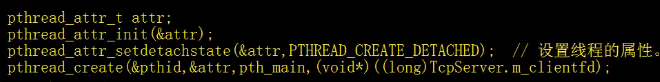 pthread_attr_t attr;
pthread_attr_init(&attr);
pthread_attr_setdetachstate(&attr,PTHREAD_CREATE_DETACHED);  // 设置线程的属性。
pthread_create(&pthid,&attr,pth_main,(void*)((long)TcpServer.m_clientfd);